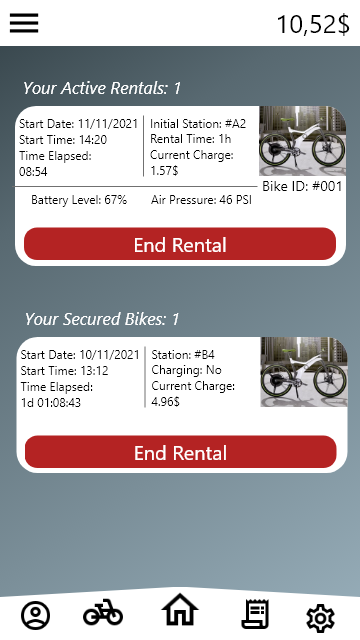 10,52$
Your Active Rentals: 1
Start Date: 11/11/2021
Start Time: 14:20
Time Elapsed:
08:54
Initial Station: #A2
Rental Time: 1h
Current Charge:
1.57$
Bike ID: #001
Battery Level: 67%
Air Pressure: 46 PSI
End Rental
Your Secured Bikes: 1
Start Date: 10/11/2021
Start Time: 13:12
Time Elapsed:
1d 01:08:43
Station: #B4
Charging: No
Current Charge:
4.96$
End Rental